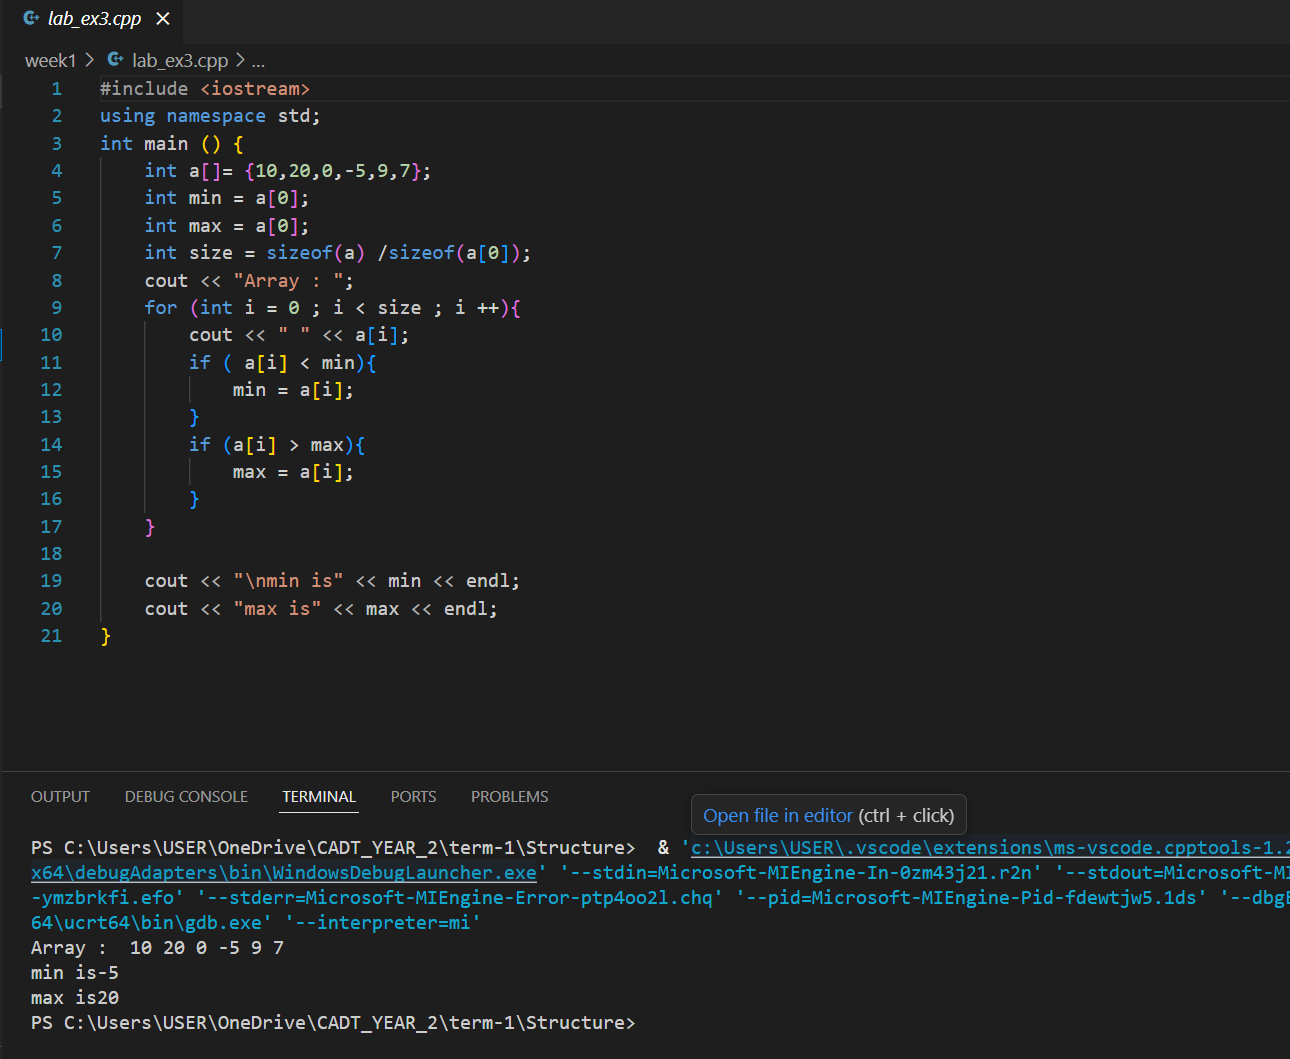 lab_ex3.cpp
week1 > lab_ex3.cpp > ...
1 #include <iostream>
2 using namespace std;
3 int main () {
4     int a[]= {10,20,0,-5,9,7};
5     int min = a[0];
6     int max = a[0];
7     int size = sizeof(a) /sizeof(a[0]);
8     cout << "Array : ";
9     for (int i = 0 ; i < size ; i ++){
10         cout << " " << a[i];
11         if ( a[i] < min){
12             min = a[i];
13         }
14         if (a[i] > max){
15             max = a[i];
16         }
17     }
18
19     cout << "\nmin is" << min << endl;
20     cout << "max is" << max << endl;
21 }
OUTPUT DEBUG CONSOLE TERMINAL PORTS PROBLEMS
Open file in editor (ctrl + click)
PS C:\Users\USER\OneDrive\CADT_YEAR_2\term-1\Structure>  & 'c:\Users\USER\.vscode\extensions\ms-vscode.cpptools-1.2
x64\debugAdapters\bin\WindowsDebugLauncher.exe' '--stdin=Microsoft-MIEngine-In-0zm43j21.r2n' '--stdout=Microsoft-MI
-ymzbrkfi.efo' '--stderr=Microsoft-MIEngine-Error-ptp4oo2l.chq' '--pid=Microsoft-MIEngine-Pid-fdewtjw5.1ds' '--dbgE
64\ucrt64\bin\gdb.exe' '--interpreter=mi'
Array :  10 20 0 -5 9 7
min is-5
max is20
PS C:\Users\USER\OneDrive\CADT_YEAR_2\term-1\Structure>